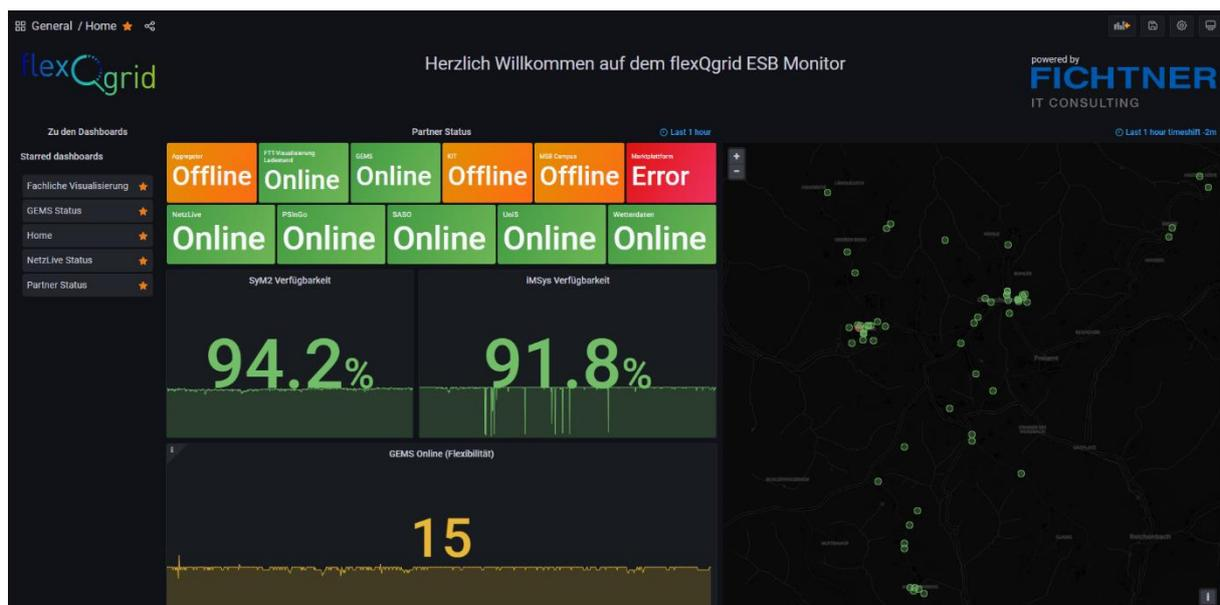 General / Home
flexQgrid
Herzlich Willkommen auf dem flexQgrid ESB Monitor
powered by
FICHTNER
IT CONSULTING
Zu den Dashboards
Partner Status
Last 1 hour
Last 1 hour timeshift -2m
Starred dashboards
Fachliche Visualisierung
GEMS Status
Home
NetzLive Status
Partner Status
Aggregator
Offline
FTT-Visualisierung
Ladestand
Online
GEMS
Online
KIT
Offline
MSB Campus
Offline
Marktplattform
Error
NetzLive
Online
PSInGo
Online
SASO
Online
UniS
Online
Wetterdaten
Online
SyM2 Verfügbarkeit
94.2%
iMSys Verfügbarkeit
91.8%
GEMS Online (Flexibilität)
15
+
-
Freiamt
Reichenbach
i